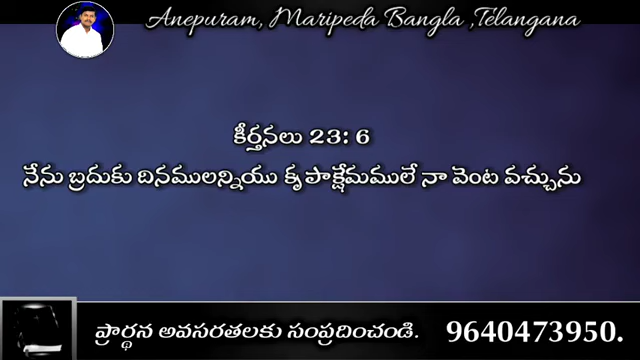 Anepuram, Maripeda Bangla ,Telangana
కీర్తనలు 23: 6
నేను బ్రదుకు దినములన్నియు కృపాక్షేమములే నా వెంట వచ్చును
ప్రార్థన అవసరతలకు సంప్రదించండి. 9640473950.